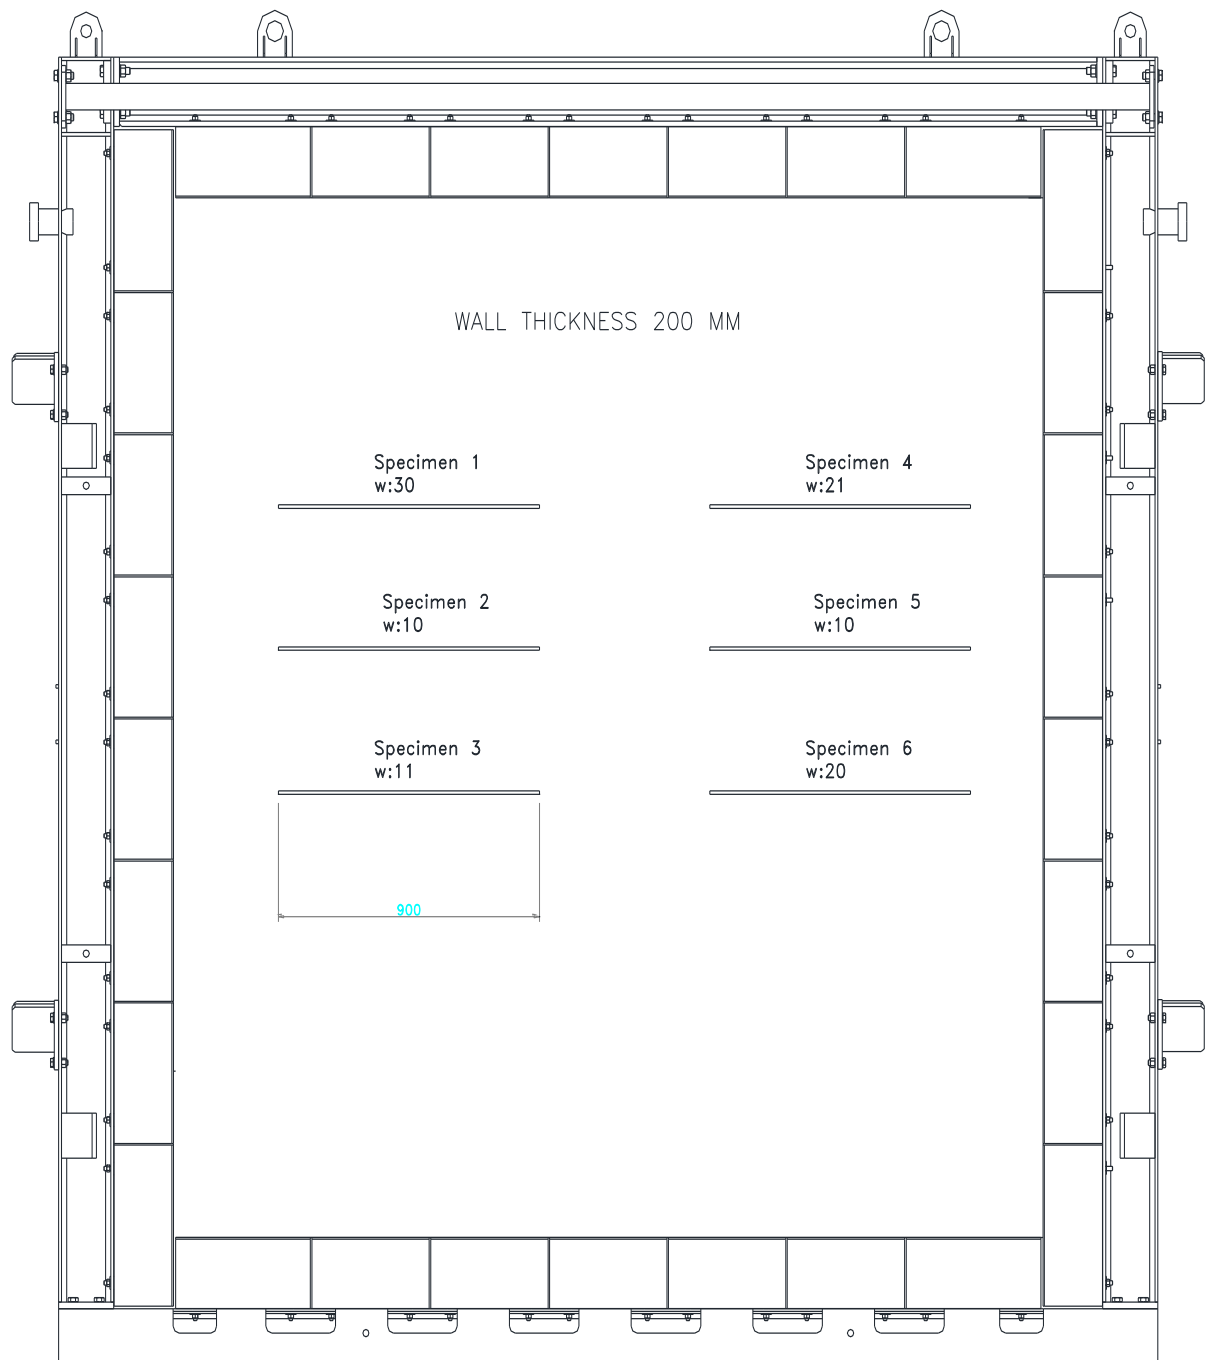 WALL THICKNESS 200 MM
Specimen 1
w:30
Specimen 4
w:21
Specimen 2
w:10
Specimen 5
w:10
Specimen 3
w:11
Specimen 6
w:20
900